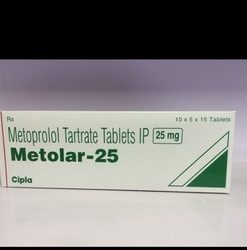 Rx
10 x 5 x 15 Tablets
Metoprolol Tartrate Tablets IP 25 mg
Metolar-25
Cipla